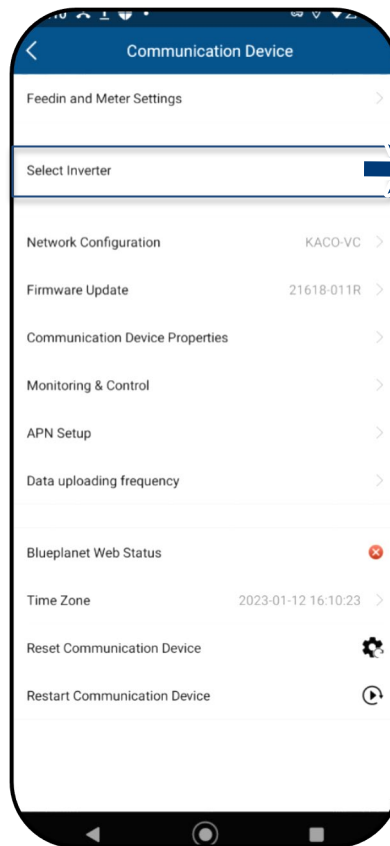 Communication Device
Feedin and Meter Settings
Select Inverter
Network Configuration KACO-VC
Firmware Update 21618-011R
Communication Device Properties
Monitoring & Control
APN Setup
Data uploading frequency
Blueplanet Web Status
Time Zone 2023-01-12 16:10:23
Reset Communication Device
Restart Communication Device